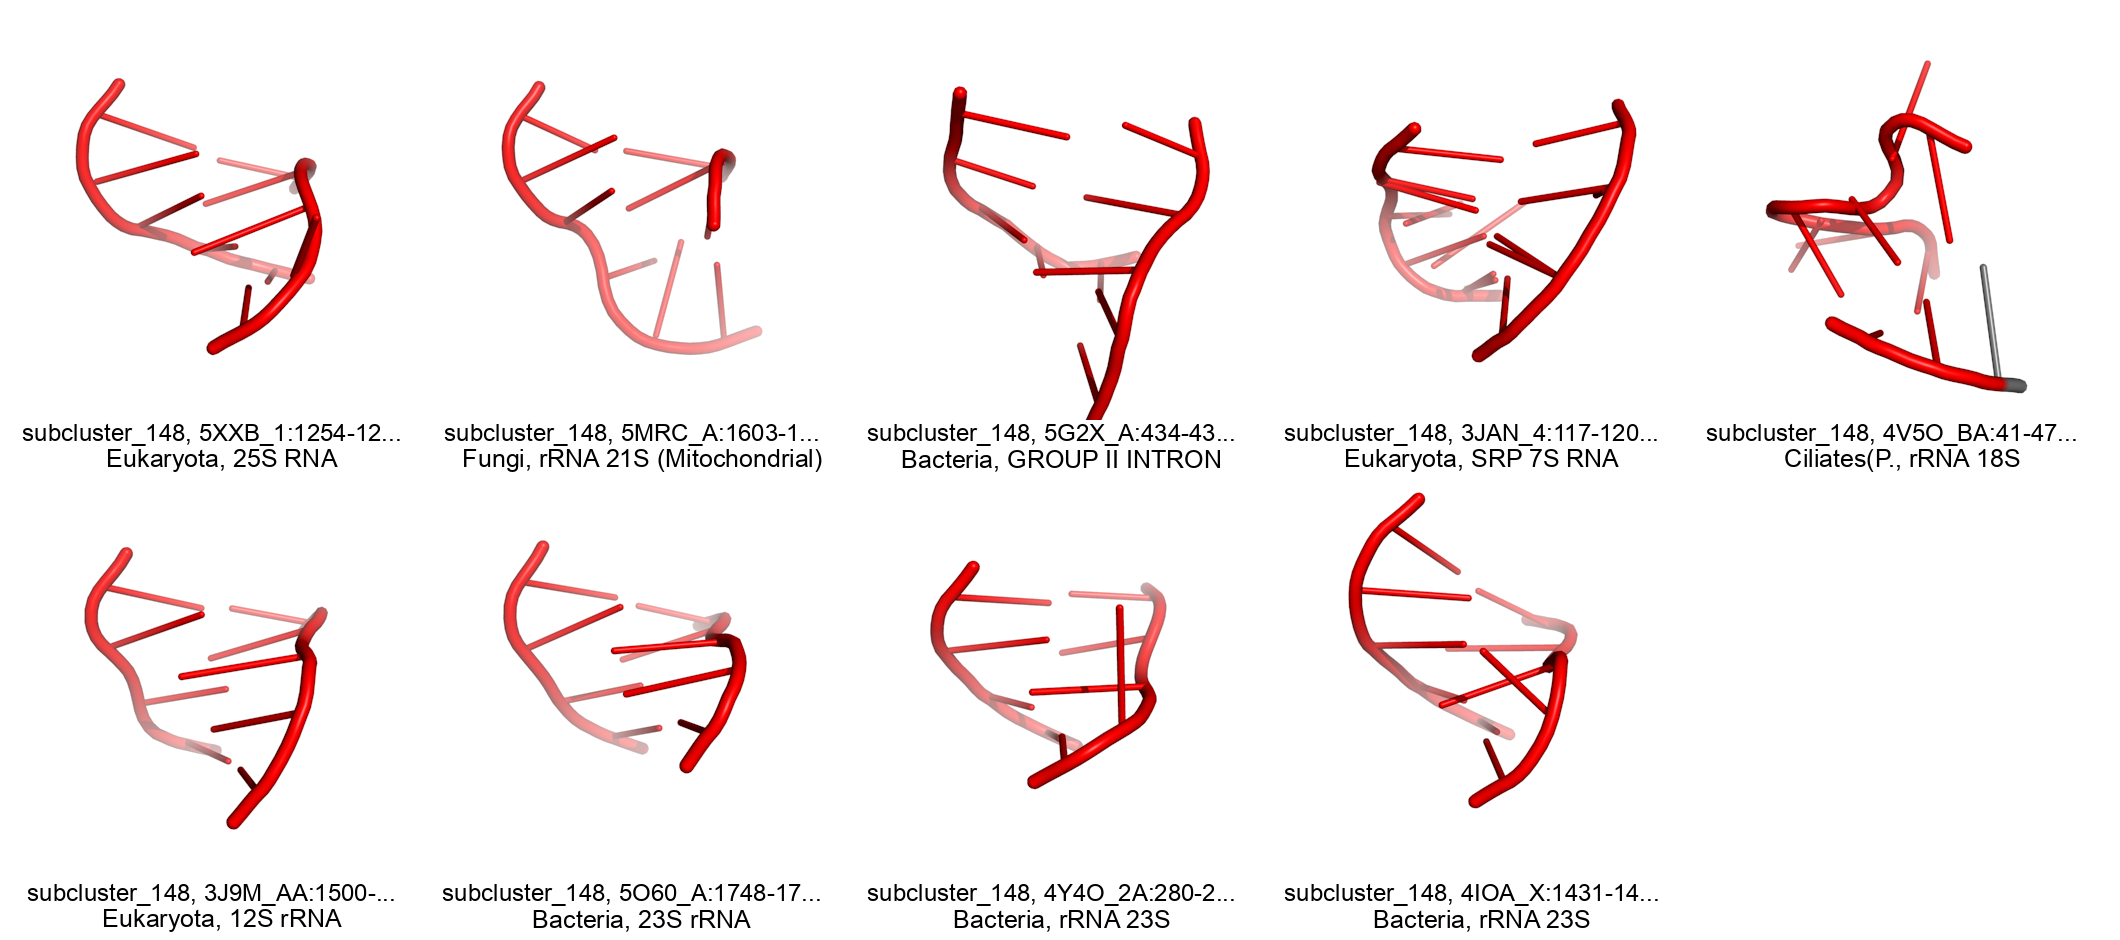 subcluster_148, 5XXB_1:1254-12...
Eukaryota, 25S RNA
subcluster_148, 5MRC_A:1603-1...
Fungi, rRNA 21S (Mitochondrial)
subcluster_148, 5G2X_A:434-43...
Bacteria, GROUP II INTRON
subcluster_148, 3JAN_4:117-120...
Eukaryota, SRP 7S RNA
subcluster_148, 4V5O_BA:41-47...
Ciliates(P., rRNA 18S
subcluster_148, 3J9M_AA:1500-...
Eukaryota, 12S rRNA
subcluster_148, 5O60_A:1748-17...
Bacteria, 23S rRNA
subcluster_148, 4Y4O_2A:280-2...
Bacteria, rRNA 23S
subcluster_148, 4IOA_X:1431-14...
Bacteria, rRNA 23S